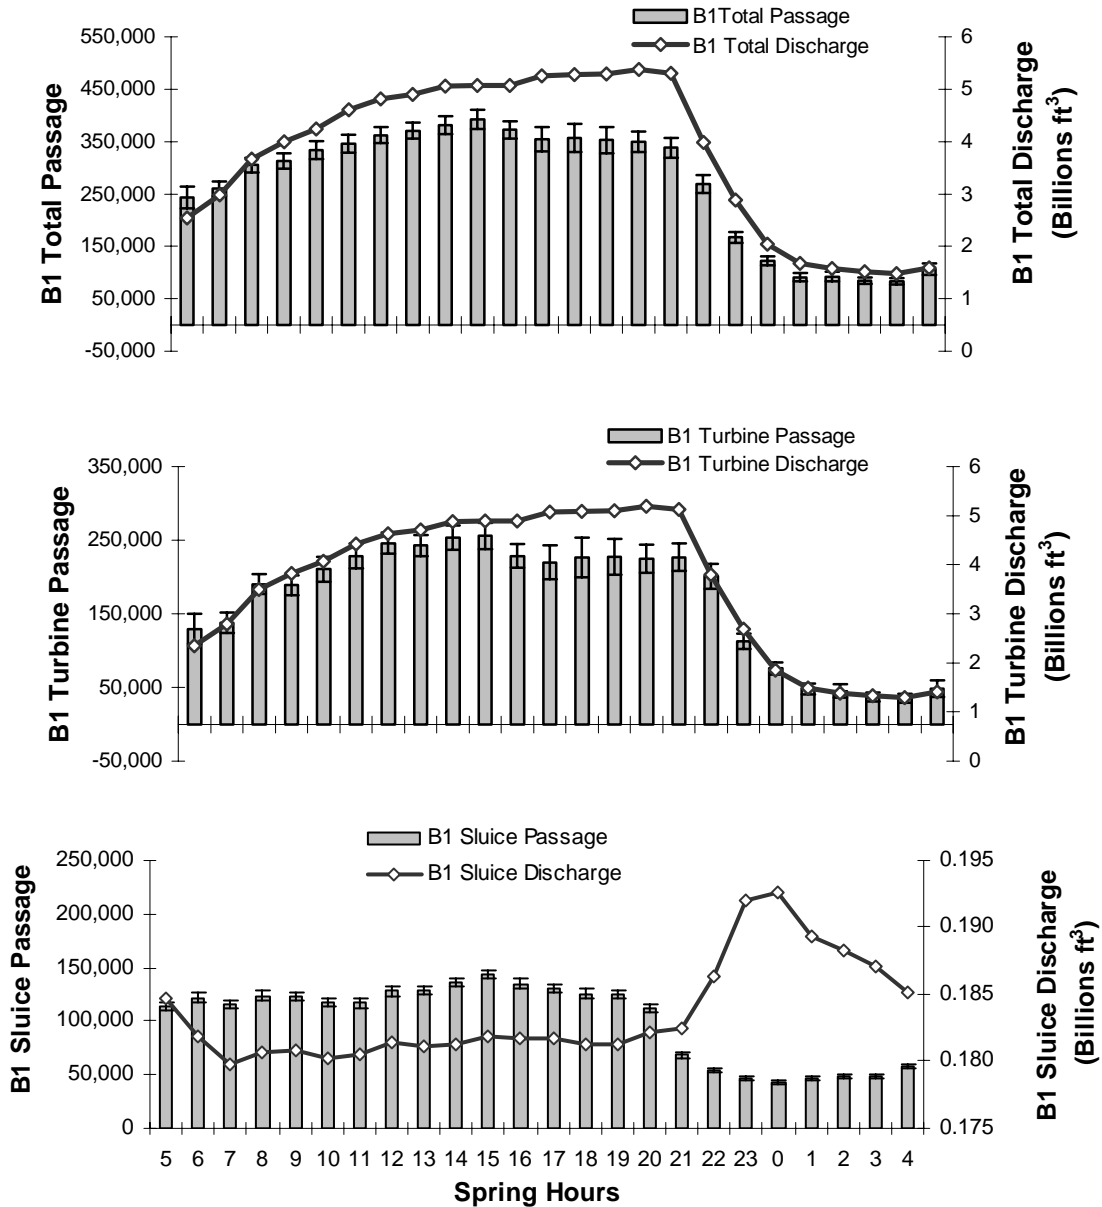 B1Total Passage
B1 Total Discharge
550,000
450,000
350,000
250,000
150,000
50,000
-50,000
6
5
4
3
2
1
0
B1 Total Passage
B1 Total Discharge
(Billions ft³)
B1 Turbine Passage
B1 Turbine Discharge
350,000
250,000
150,000
50,000
-50,000
6
5
4
3
2
1
0
B1 Turbine Passage
B1 Turbine Discharge
(Billions ft³)
B1 Sluice Passage
B1 Sluice Discharge
250,000
200,000
150,000
100,000
50,000
0
0.195
0.190
0.185
0.180
0.175
B1 Sluice Passage
B1 Sluice Discharge
(Billions ft³)
5 6 7 8 9 10 11 12 13 14 15 16 17 18 19 20 21 22 23 0 1 2 3 4
Spring Hours